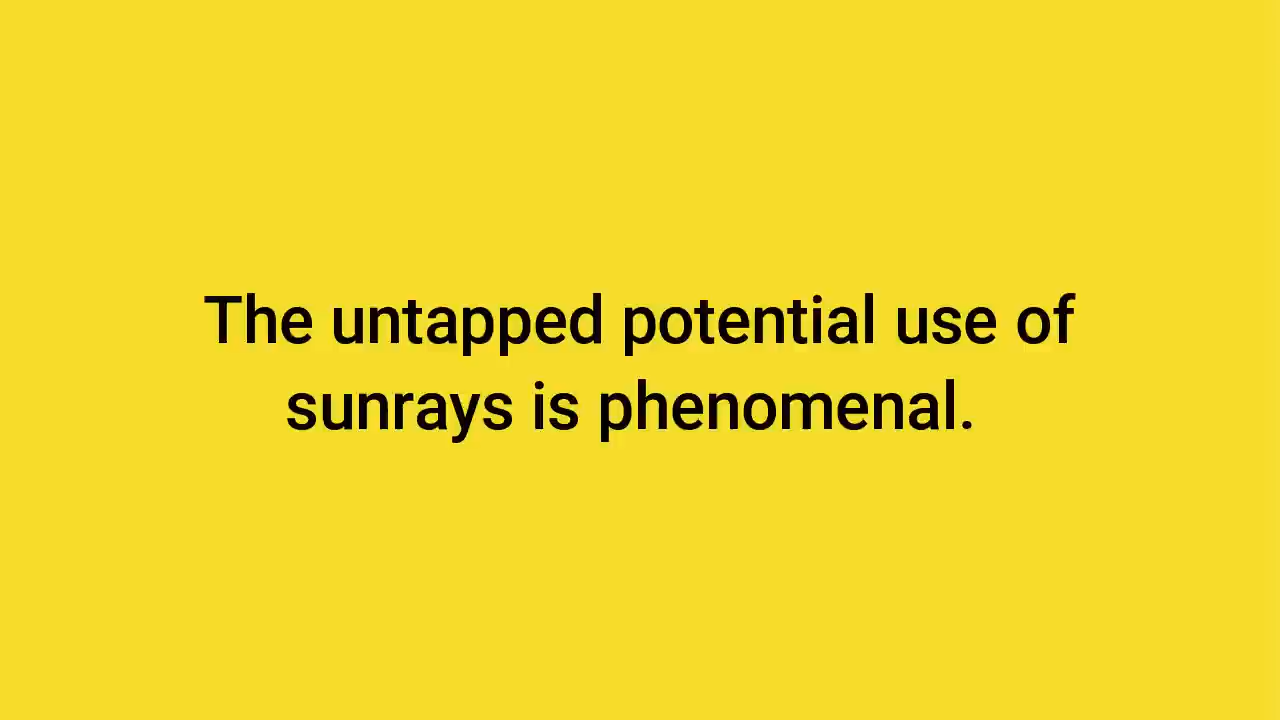 The untapped potential use of
sunrays is phenomenal.